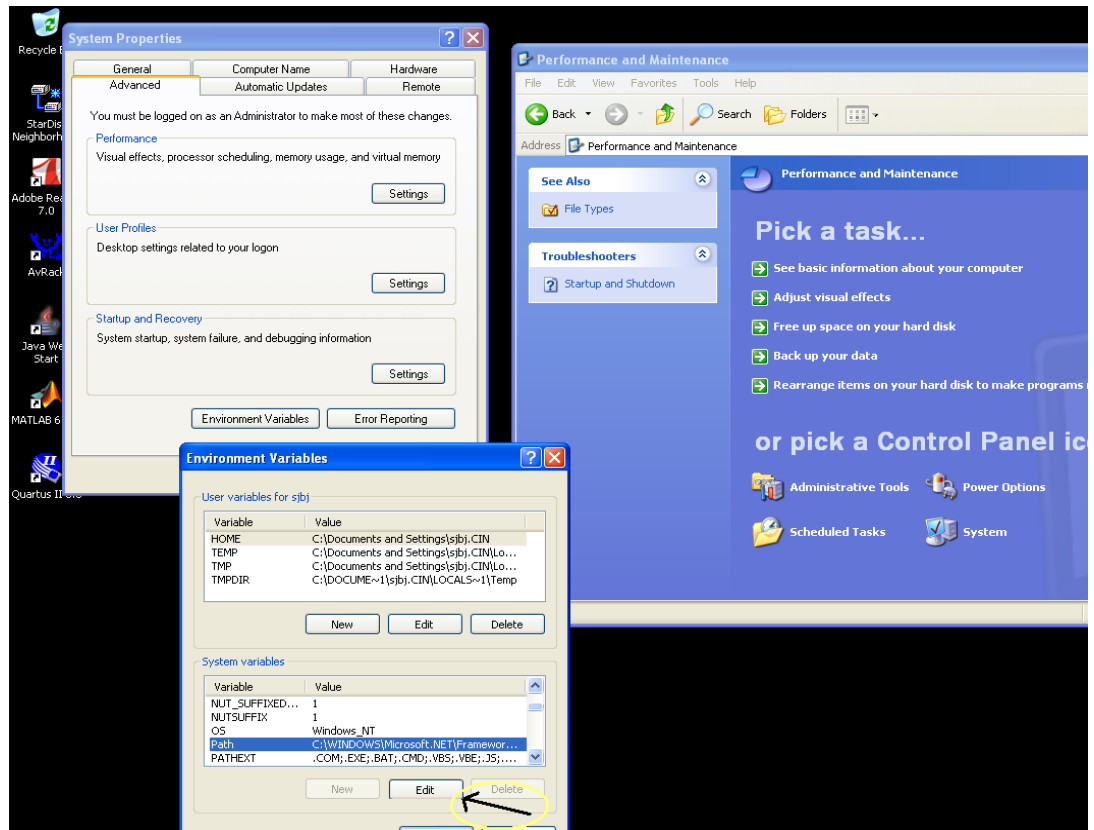 Recycle B
StarDis
Neighborh
Adobe Rea
7.0
AvRack
Java We
Start
MATLAB 6
Quartus II
System Properties
General
Computer Name
Hardware
Advanced
Automatic Updates
Remote
You must be logged on as an Administrator to make most of these changes.
Performance
Visual effects, processor scheduling, memory usage, and virtual memory
Settings
User Profiles
Desktop settings related to your logon
Settings
Startup and Recovery
System startup, system failure, and debugging information
Settings
Environment Variables
Error Reporting
Environment Variables
User variables for sjbj
Variable Value
HOME C:\Documents and Settings\sjbj.CIN
TEMP C:\Documents and Settings\sjbj.CIN\Lo...
TMP C:\Documents and Settings\sjbj.CIN\Lo...
TMPDIR C:\DOCUME~1\sjbj.CIN\LOCALS~1\Temp
New Edit Delete
System variables
Variable Value
NUT_SUFFIXED... 1
NUTSUFFIX 1
OS Windows_NT
Path C:\WINDOWS\Microsoft.NET\Framewor...
PATHEXT .COM;.EXE;.BAT;.CMD;.VBS;.VBE;.JS;....
New Edit Delete
Performance and Maintenance
File Edit View Favorites Tools Help
Back Search Folders
Address Performance and Maintenance
See Also
File Types
Troubleshooters
Startup and Shutdown
Performance and Maintenance
Pick a task...
See basic information about your computer
Adjust visual effects
Free up space on your hard disk
Back up your data
Rearrange items on your hard disk to make programs
or pick a Control Panel ic
Administrative Tools
Power Options
Scheduled Tasks
System